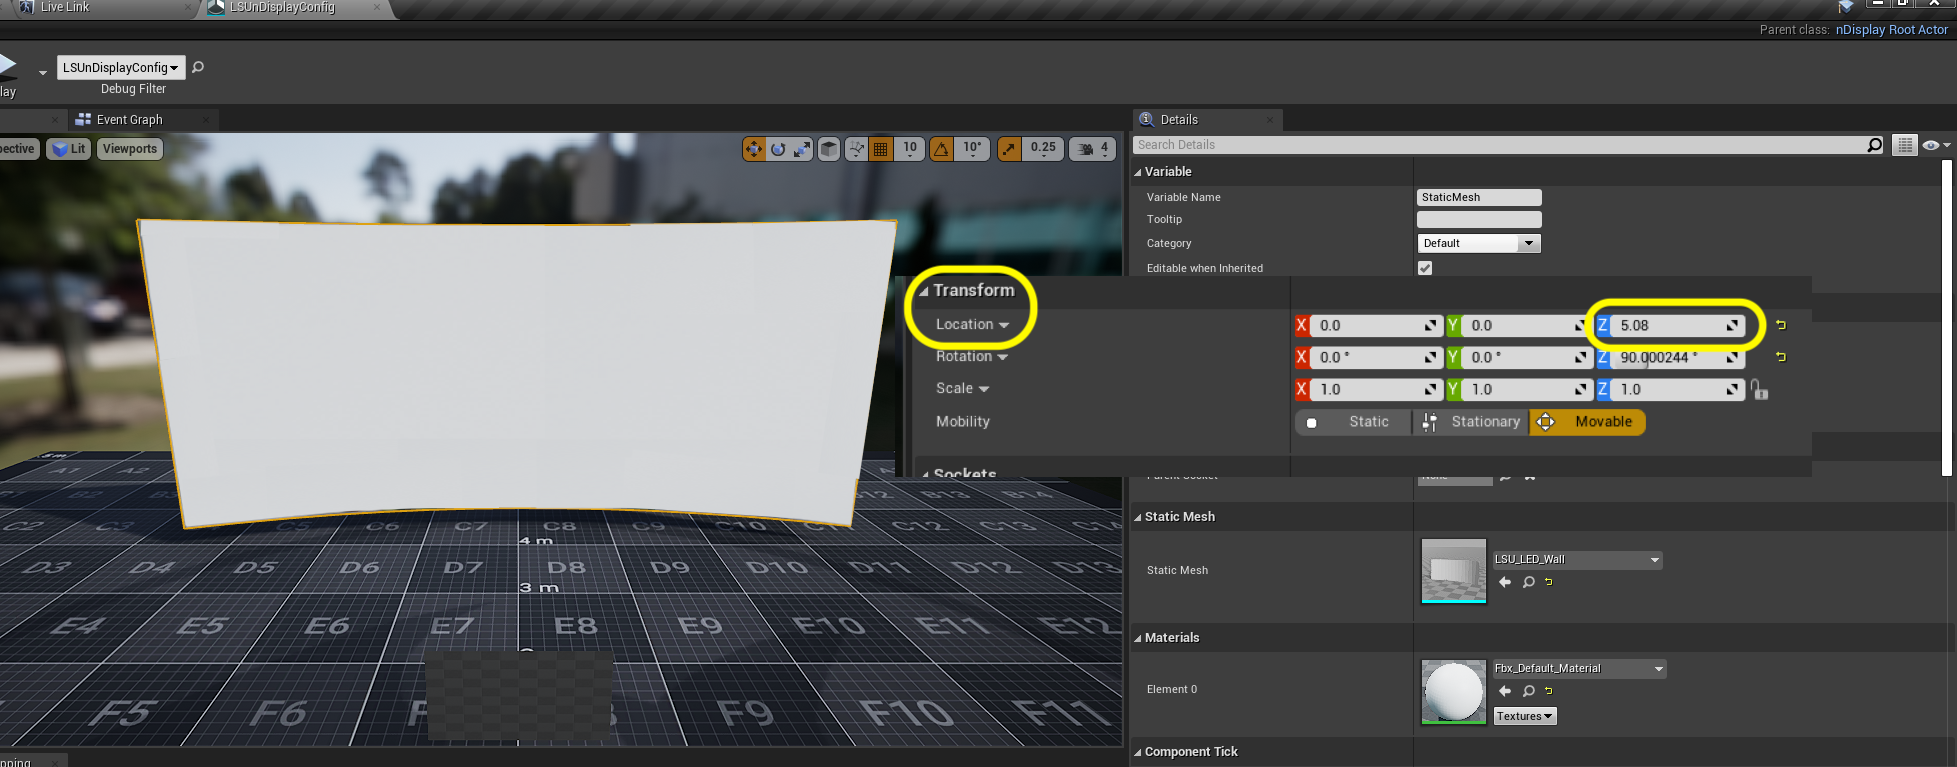 Live Link
LSUnDisplayConfig
Parent class: nDisplay Root Actor
LSUnDisplayConfig
lay
Debug Filter
Event Graph
Details
pective
Lit
Viewports
10
10°
0.25
4
Search Details
Variable
Variable Name
StaticMesh
Tooltip
Category
Default
Editable when Inherited
Transform
Location
X 0.0
Y 0.0
Z 5.08
Rotation
X 0.0 °
Y 0.0 °
Z 90.000244 °
Scale
X 1.0
Y 1.0
Z 1.0
Mobility
Static
Stationary
Movable
Sockets
Parent Socket
None
A1 A2
B1 B2 B12 B13 B14
C2 C3 C6 C7 C8 C9 C10 C12 C13
4 m
D3 D4 D5 D6 D7 D8 D9 D10 D11 D12
3 m
E4 E5 E6 E7 E8 E9 E10 E11 E12
F5 F6 F9 F10 F11
Static Mesh
Static Mesh
LSU_LED_Wall
Materials
Element 0
Fbx_Default_Material
Textures
Component Tick
pping